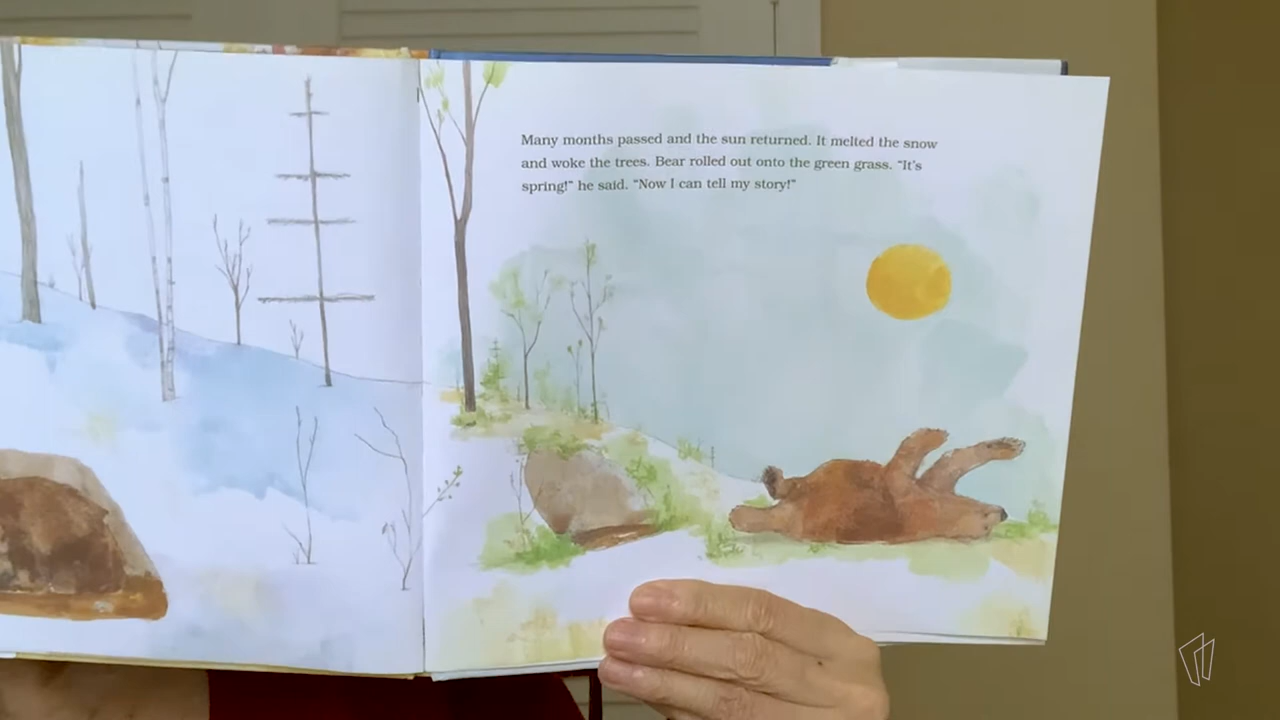 Many months passed and the sun returned. It melted the snow
and woke the trees. Bear rolled out onto the green grass. “It’s
spring!” he said. “Now I can tell my story!”